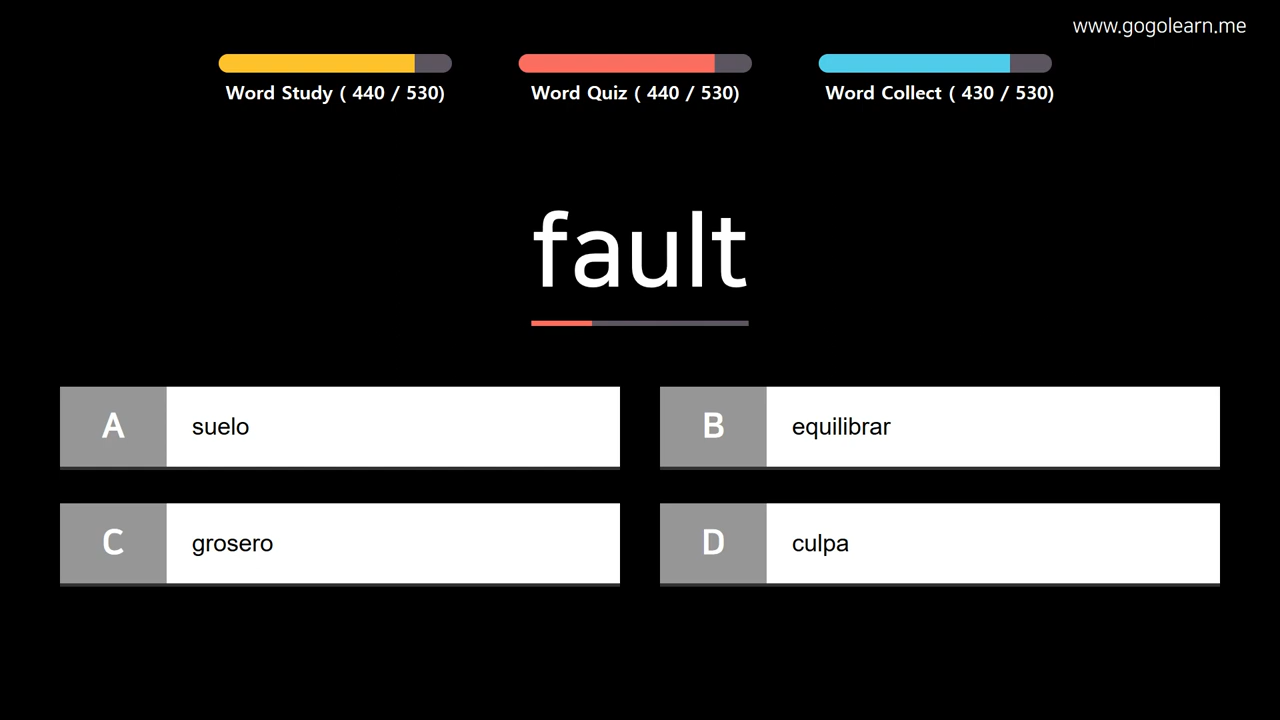 www.gogolearn.me
Word Study ( 440 / 530)
Word Quiz ( 440 / 530)
Word Collect ( 430 / 530)
fault
A suelo
B equilibrar
C grosero
D culpa